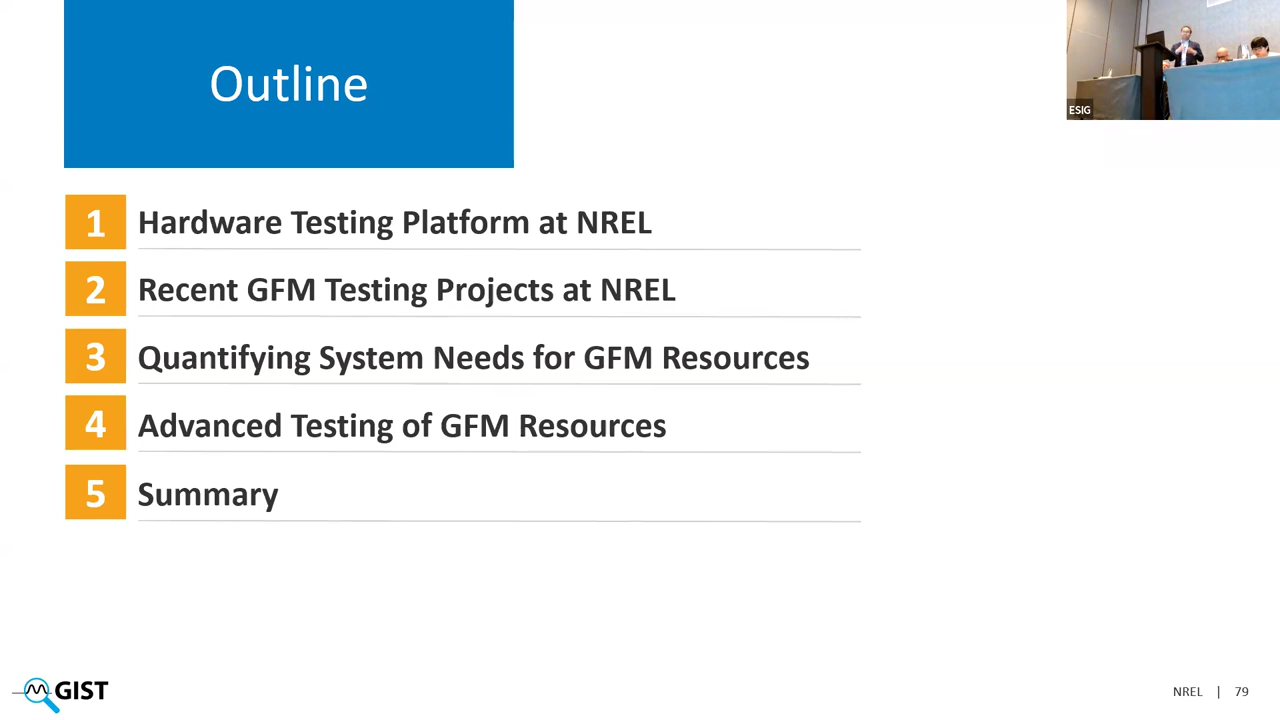 Outline
ESIG
1 Hardware Testing Platform at NREL
2 Recent GFM Testing Projects at NREL
3 Quantifying System Needs for GFM Resources
4 Advanced Testing of GFM Resources
5 Summary
GIST
NREL | 79